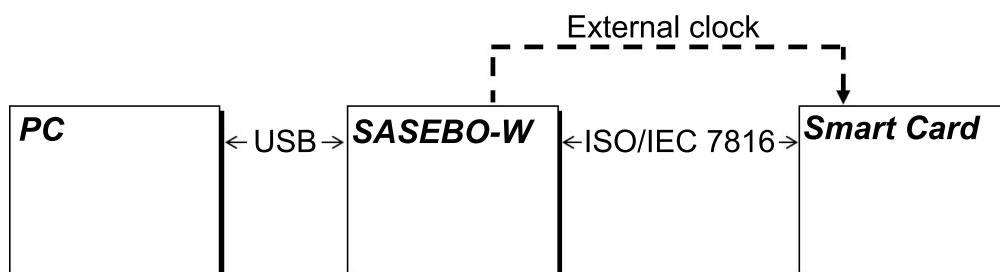 External clock
PC
USB
SASEBO-W
ISO/IEC 7816
Smart Card